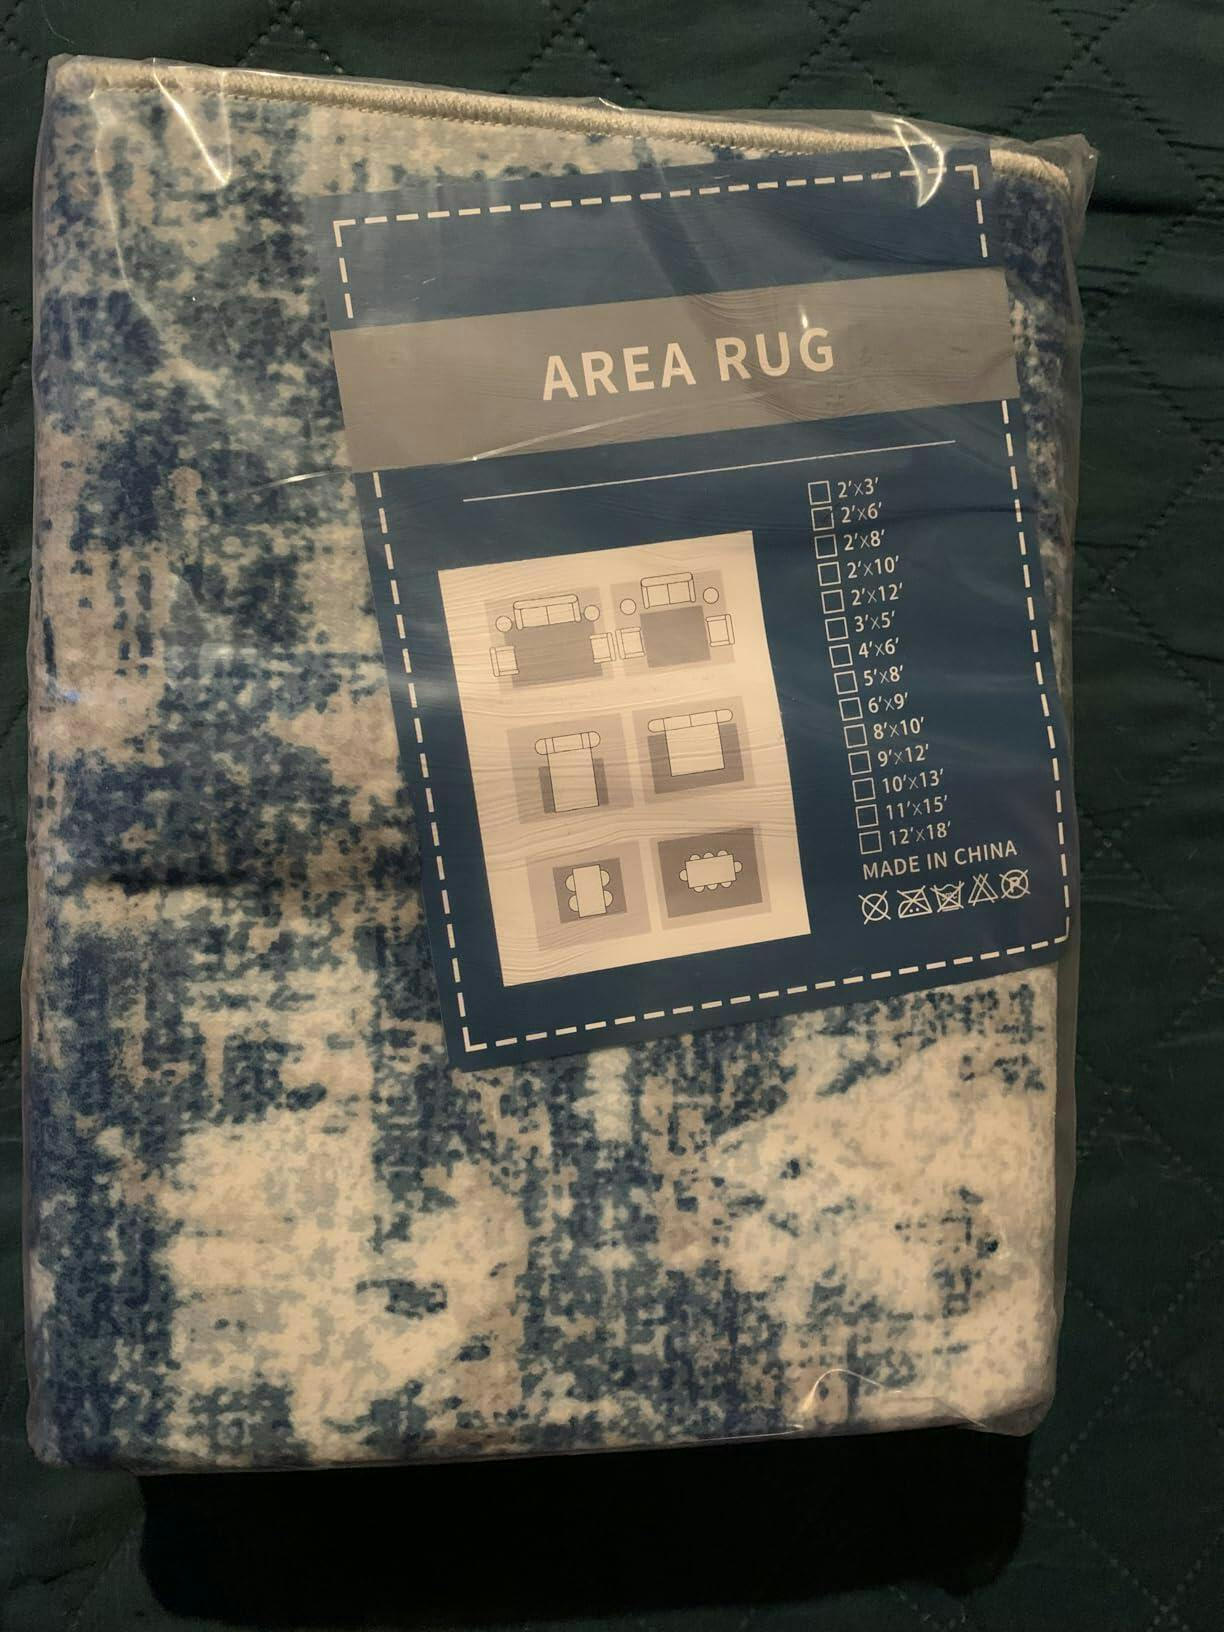 AREA RUG
2'x3'
2'x6'
2'x8'
2'x10'
2'x12'
3'x5'
4'x6'
5'x8'
6'x9'
8'x10'
9'x12'
10'x13'
11'x15'
12'x18'
MADE IN CHINA
P